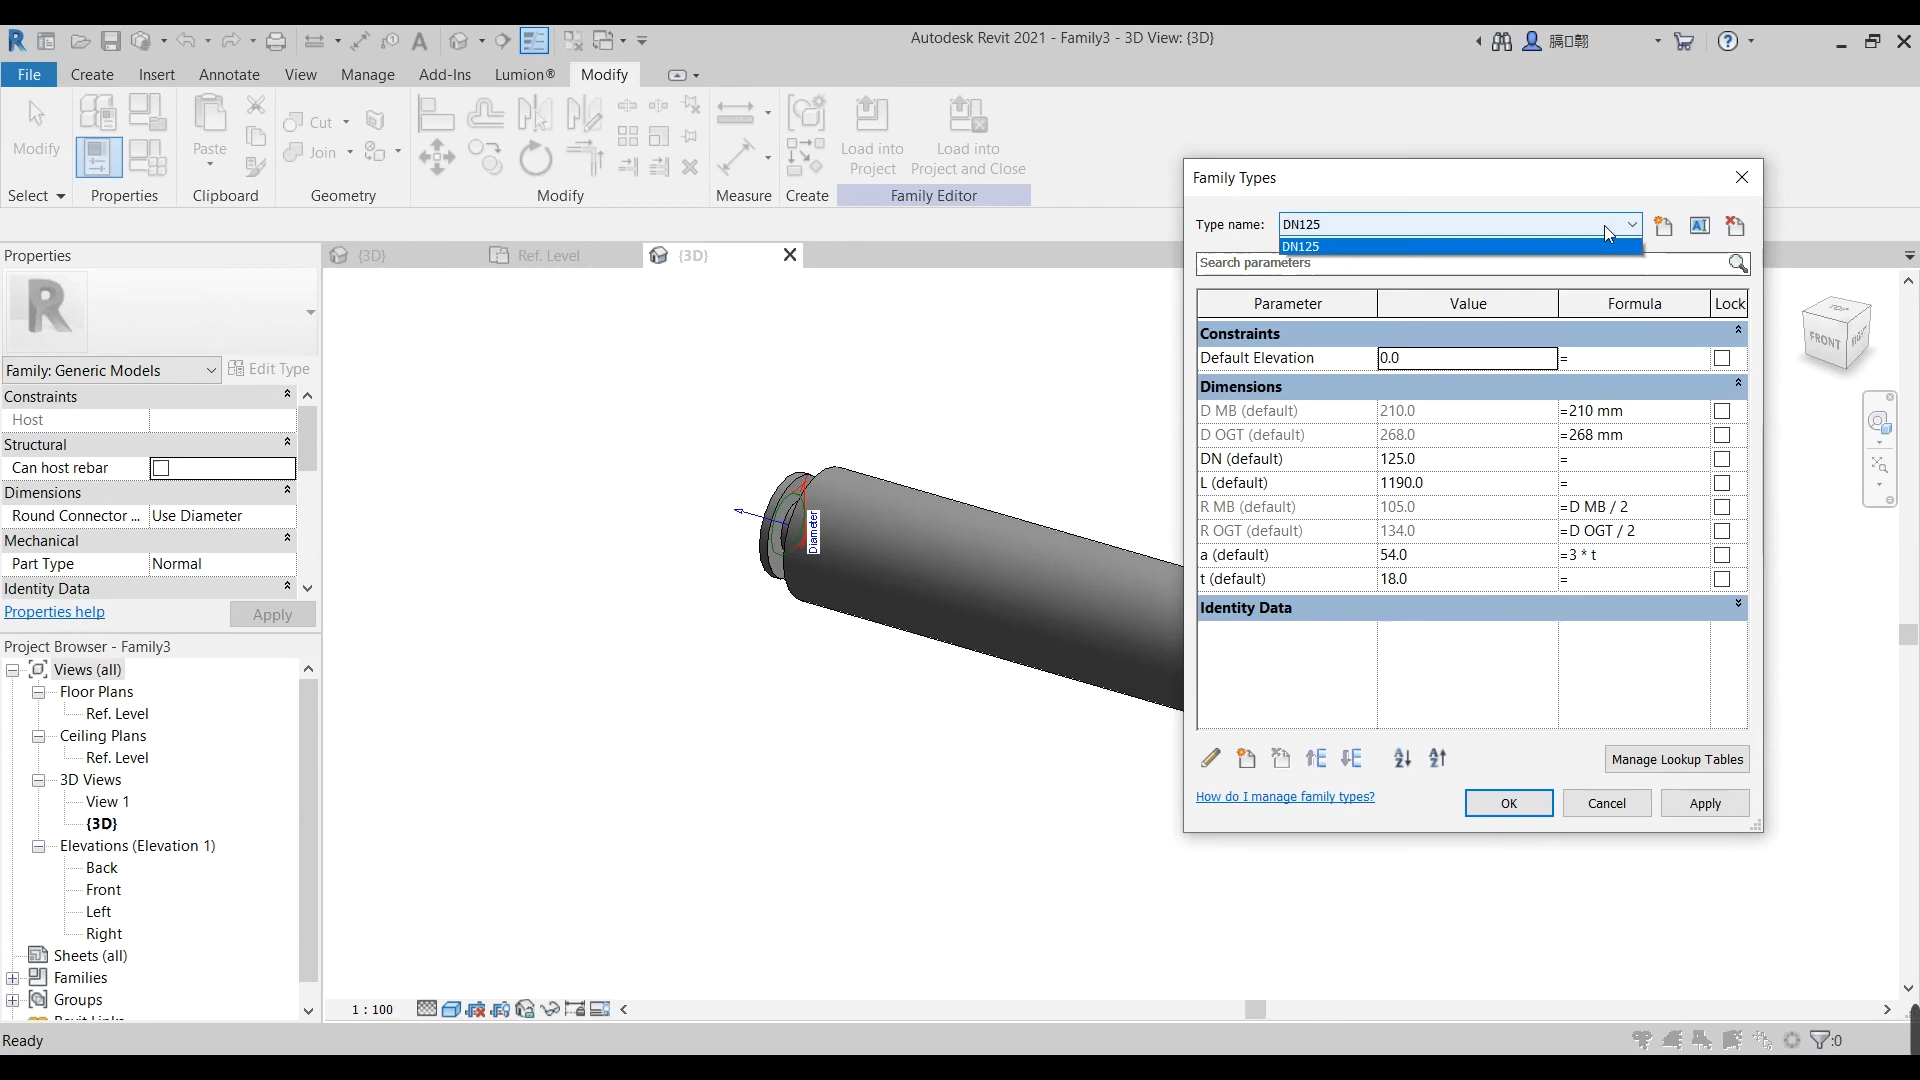 Autodesk Revit 2021 - Family3 - 3D View: {3D}
File Create Insert Annotate View Manage Add-Ins Lumion® Modify
Modify
Paste
Cut
Join
Load into Project
Load into Project and Close
Select Properties Clipboard Geometry Modify Measure Create Family Editor
Properties
{3D} Ref. Level {3D}
Family: Generic Models Edit Type
Constraints
Host
Structural
Can host rebar
Dimensions
Round Connector ... Use Diameter
Mechanical
Part Type Normal
Identity Data
Properties help Apply
Project Browser - Family3
Views (all)
Floor Plans
Ref. Level
Ceiling Plans
Ref. Level
3D Views
View 1
{3D}
Elevations (Elevation 1)
Back
Front
Left
Right
Sheets (all)
Families
Groups
Diameter
TOP
FRONT
RIGHT
1 : 100
Ready
:0
Family Types
Type name: DN125
DN125
Search parameters
Parameter Value Formula Lock
Constraints
Default Elevation 0.0 =
Dimensions
D MB (default) 210.0 =210 mm
D OGT (default) 268.0 =268 mm
DN (default) 125.0 =
L (default) 1190.0 =
R MB (default) 105.0 =D MB / 2
R OGT (default) 134.0 =D OGT / 2
a (default) 54.0 =3 * t
t (default) 18.0 =
Identity Data
Manage Lookup Tables
How do I manage family types?
OK Cancel Apply